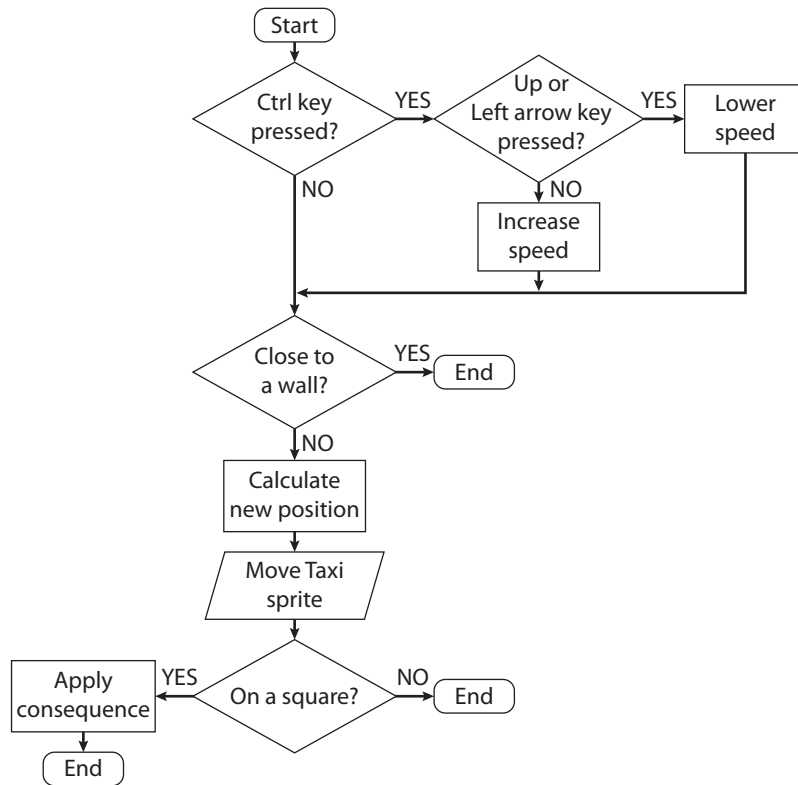 Start
Ctrl key
pressed?
YES
Up or
Left arrow key
pressed?
YES
Lower
speed
NO
NO
Increase
speed
Close to
a wall?
YES
End
NO
Calculate
new position
Move Taxi
sprite
On a square?
YES
Apply
consequence
End
NO
End